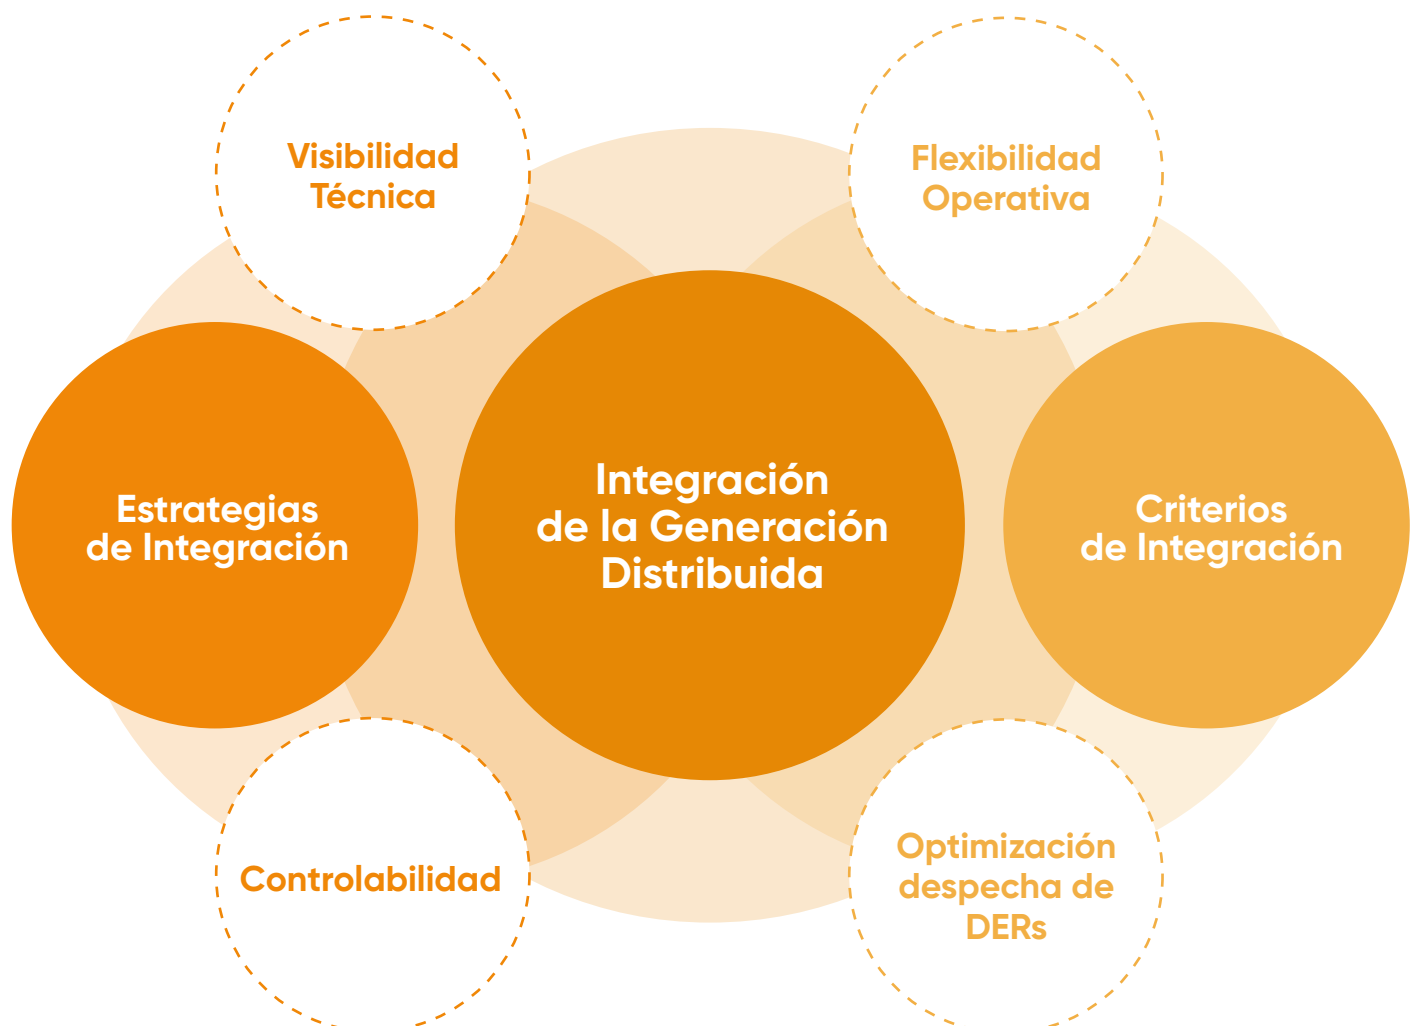 Visibilidad
Técnica
Flexibilidad
Operativa
Estrategias
de Integración
Integración
de la Generación
Distribuida
Criterios
de Integración
Controlabilidad
Optimización
despecha de
DERs